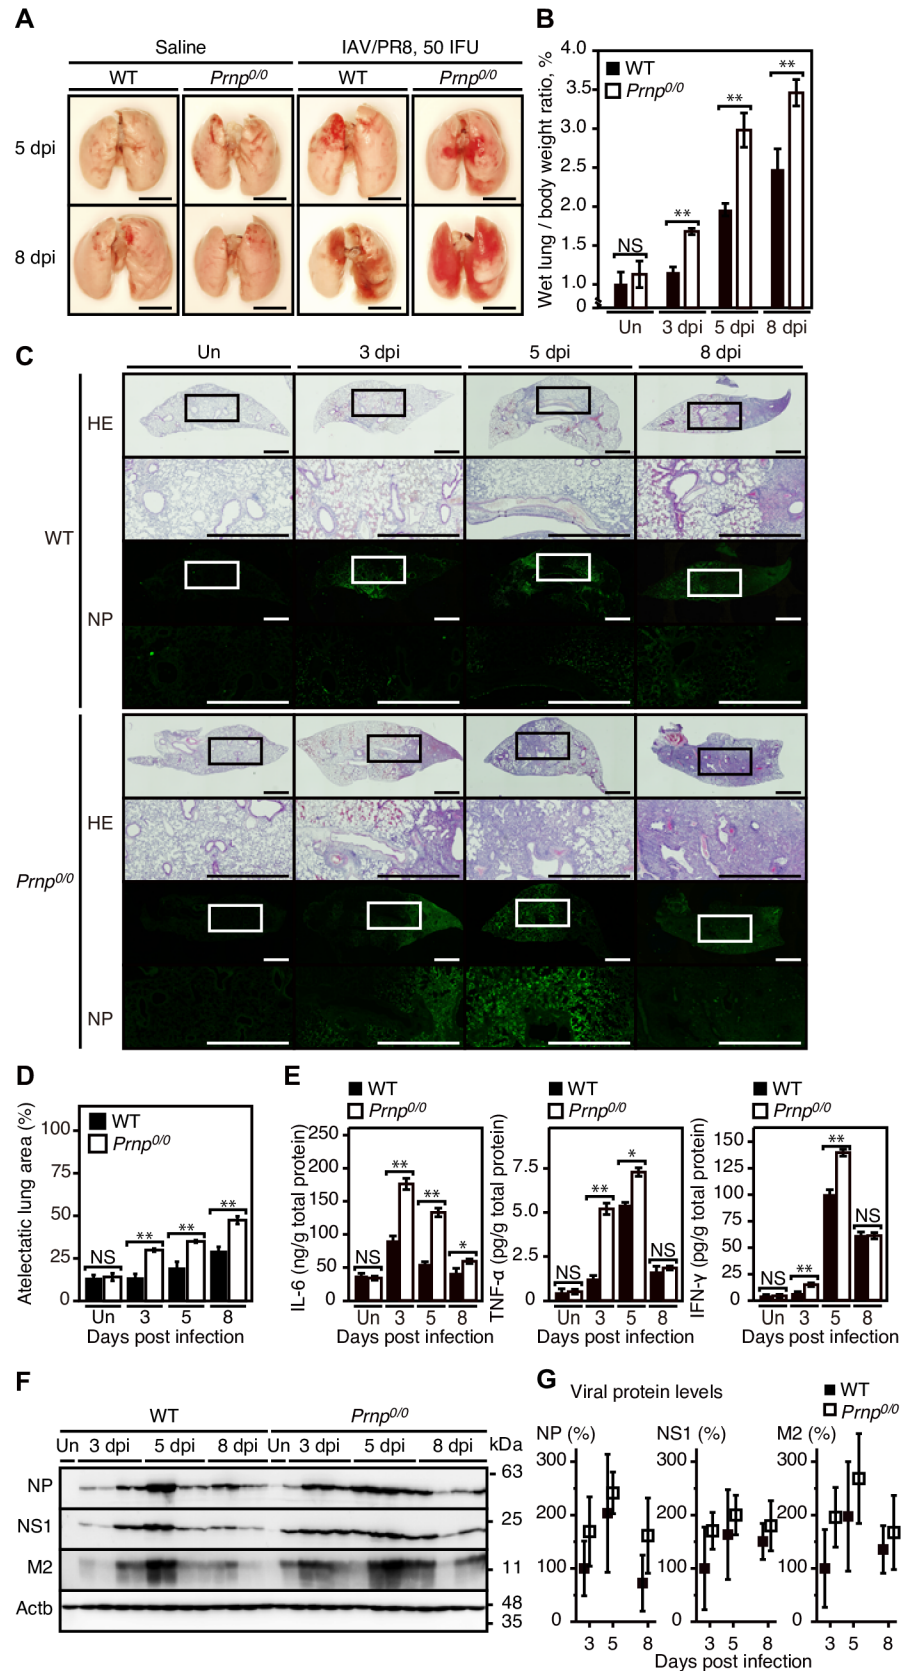 A
Saline
IAV/PR8, 50 IFU
WT
Prnp0/0
WT
Prnp0/0
5 dpi
8 dpi
B
WT
Prnp0/0
Wet lung / body weight ratio, %
4.0
3.5
3.0
2.5
2.0
1.5
1.0
0
NS
**
**
**
Un
3 dpi
5 dpi
8 dpi
C
Un
3 dpi
5 dpi
8 dpi
WT
HE
NP
Prnp0/0
HE
NP
D
WT
Prnp0/0
Atelectatic lung area (%)
100
75
50
25
0
NS
**
**
**
Un
3
5
8
Days post infection
E
WT
Prnp0/0
IL-6 (ng/g total protein)
250
200
150
100
50
0
NS
**
**
*
Un
3
5
8
Days post infection
WT
Prnp0/0
TNF-α (pg/g total protein)
7.5
5.0
2.5
0
NS
**
*
NS
Un
3
5
8
Days post infection
WT
Prnp0/0
IFN-γ (pg/g total protein)
150
125
100
75
50
25
0
NS
**
**
NS
Un
3
5
8
Days post infection
F
WT
Prnp0/0
Un 3 dpi 5 dpi 8 dpi Un 3 dpi 5 dpi 8 dpi kDa
NP
63
NS1
25
M2
11
Actb
48
35
G
Viral protein levels
WT
Prnp0/0
NP (%)
300
200
100
0
3
5
8
NS1 (%)
300
200
100
0
3
5
8
M2 (%)
300
200
100
0
3
5
8
Days post infection